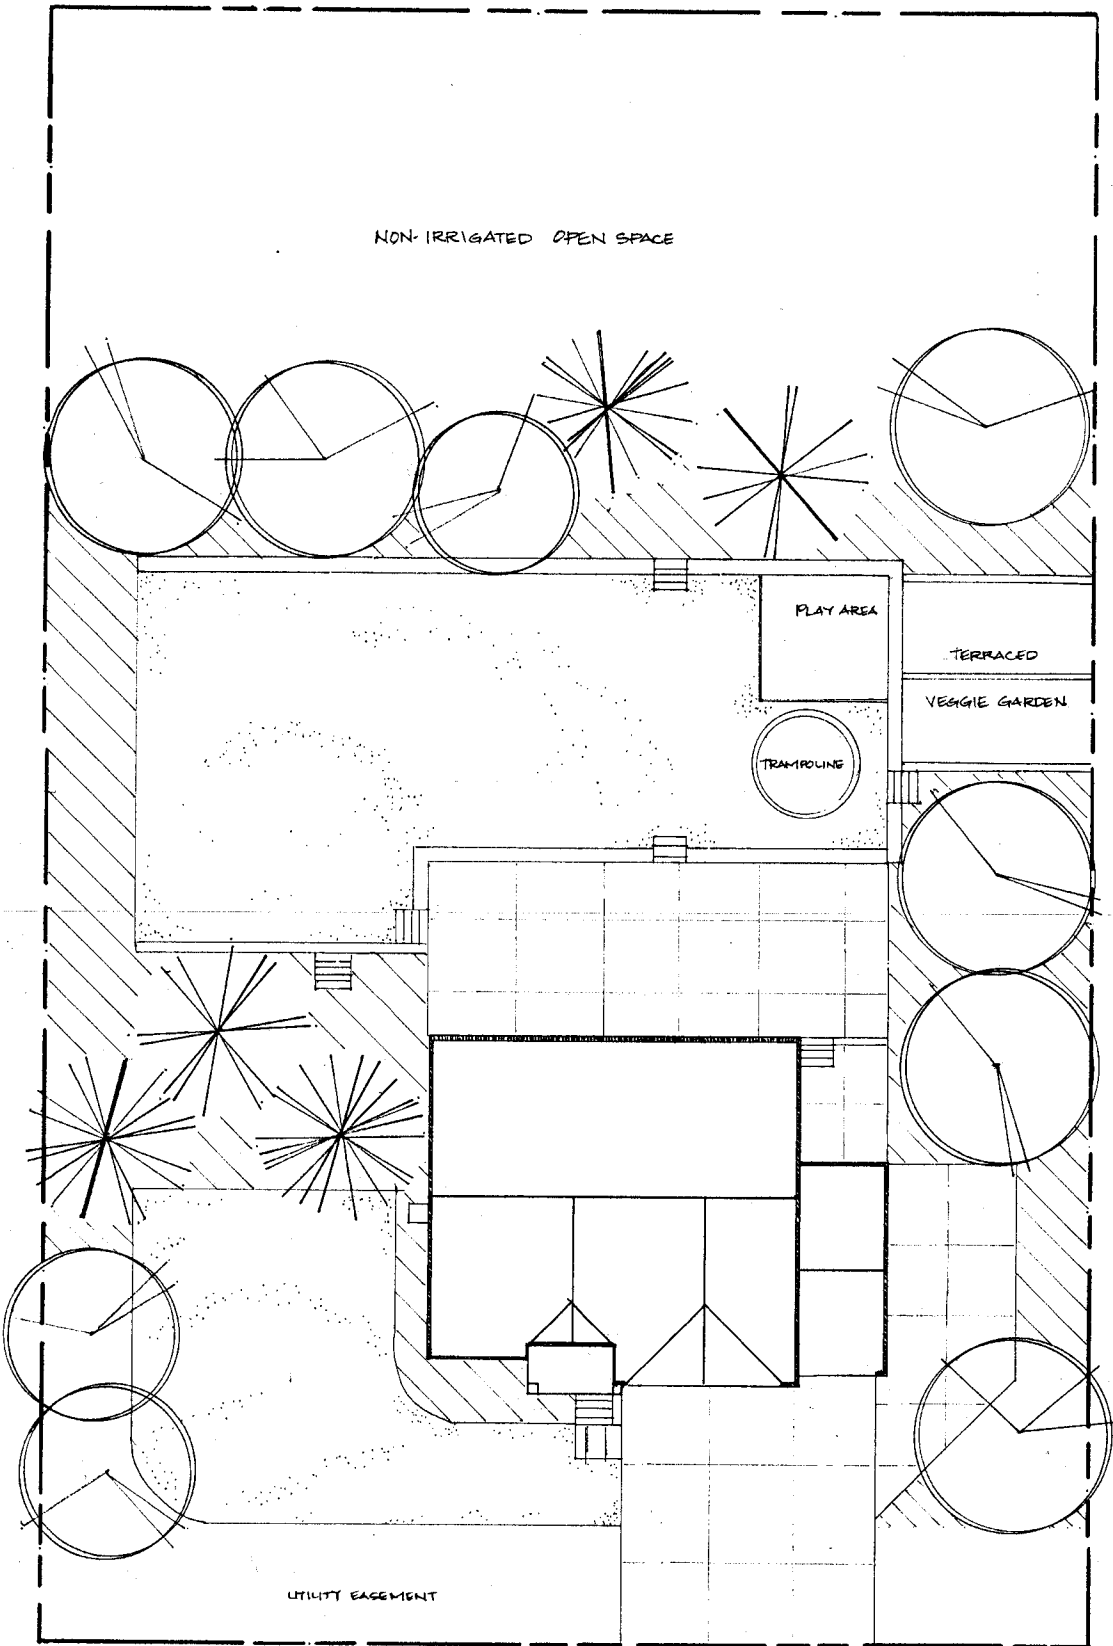 NON-IRRIGATED OPEN SPACE
PLAY AREA
TERRACED
VEGGIE GARDEN
TRAMPOLINE
UTILITY EASEMENT